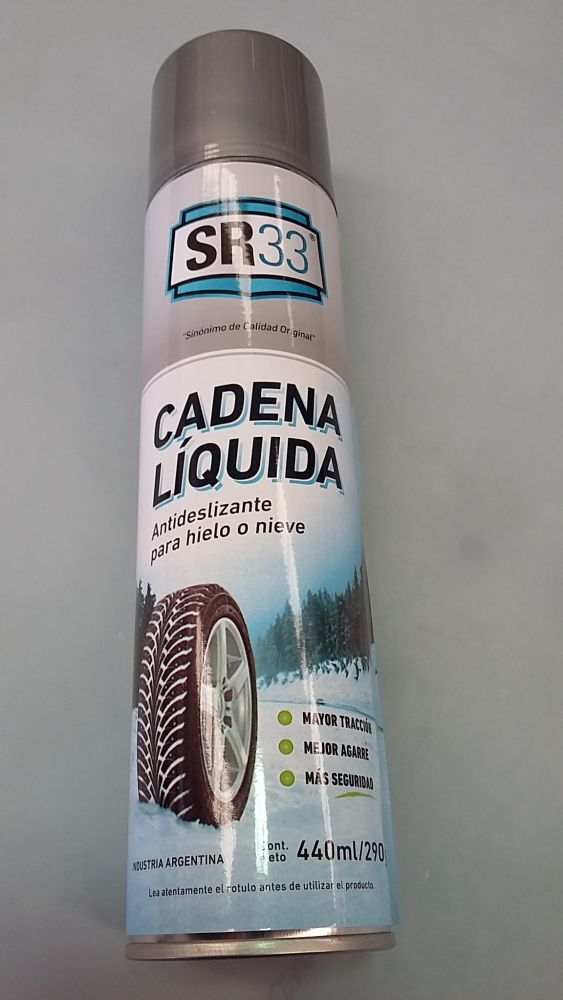 SR33®
"Sinónimo de Calidad Original"
CADENA
LÍQUIDA
Antideslizante
para hielo o nieve
MAYOR TRACCIÓN
MEJOR AGARRE
MÁS SEGURIDAD
INDUSTRIA ARGENTINA
Cont.
Neto 440ml/290
Lea atentamente el rotulo antes de utilizar el producto.